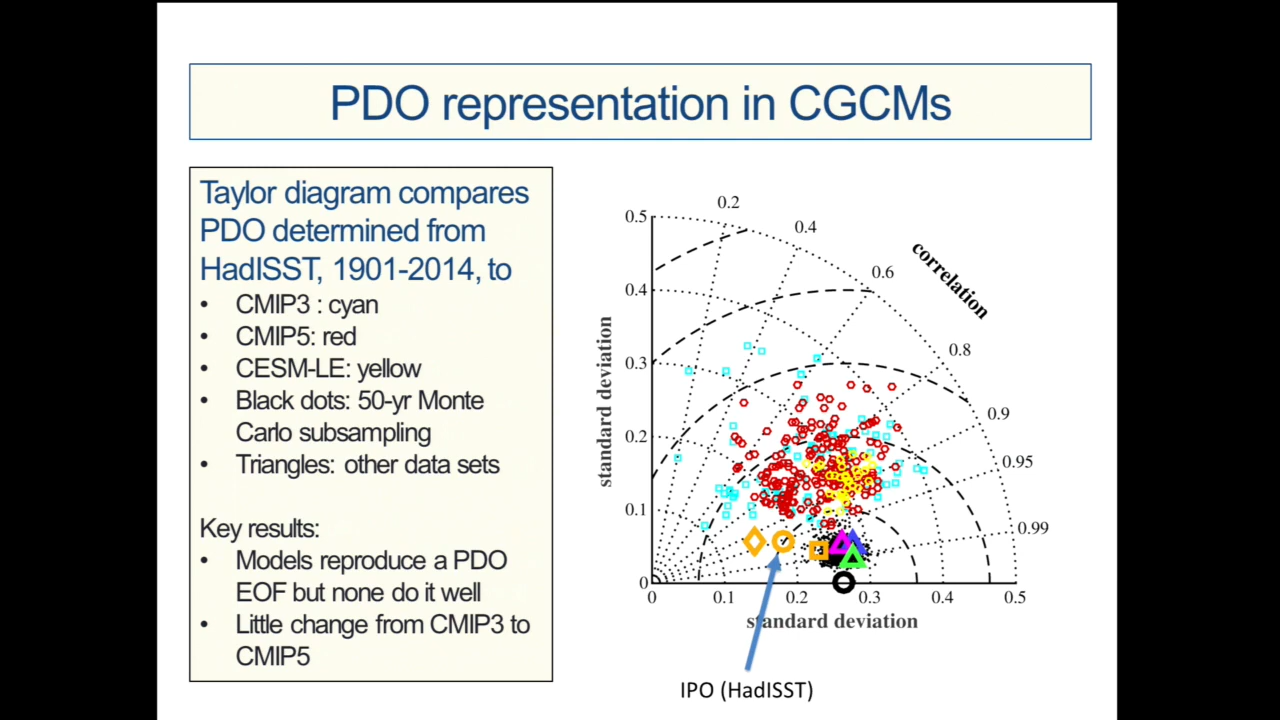 PDO representation in CGCMs
Taylor diagram compares
PDO determined from
HadISST, 1901-2014, to
• CMIP3 : cyan
• CMIP5: red
• CESM-LE: yellow
• Black dots: 50-yr Monte
Carlo subsampling
• Triangles: other data sets
Key results:
• Models reproduce a PDO
EOF but none do it well
• Little change from CMIP3 to
CMIP5
standard deviation
0.5
0.4
0.3
0.2
0.1
0
0.2
0.4
0.6
0.8
0.9
0.95
0.99
correlation
0
0.1
0.2
0.3
0.4
0.5
standard deviation
IPO (HadISST)